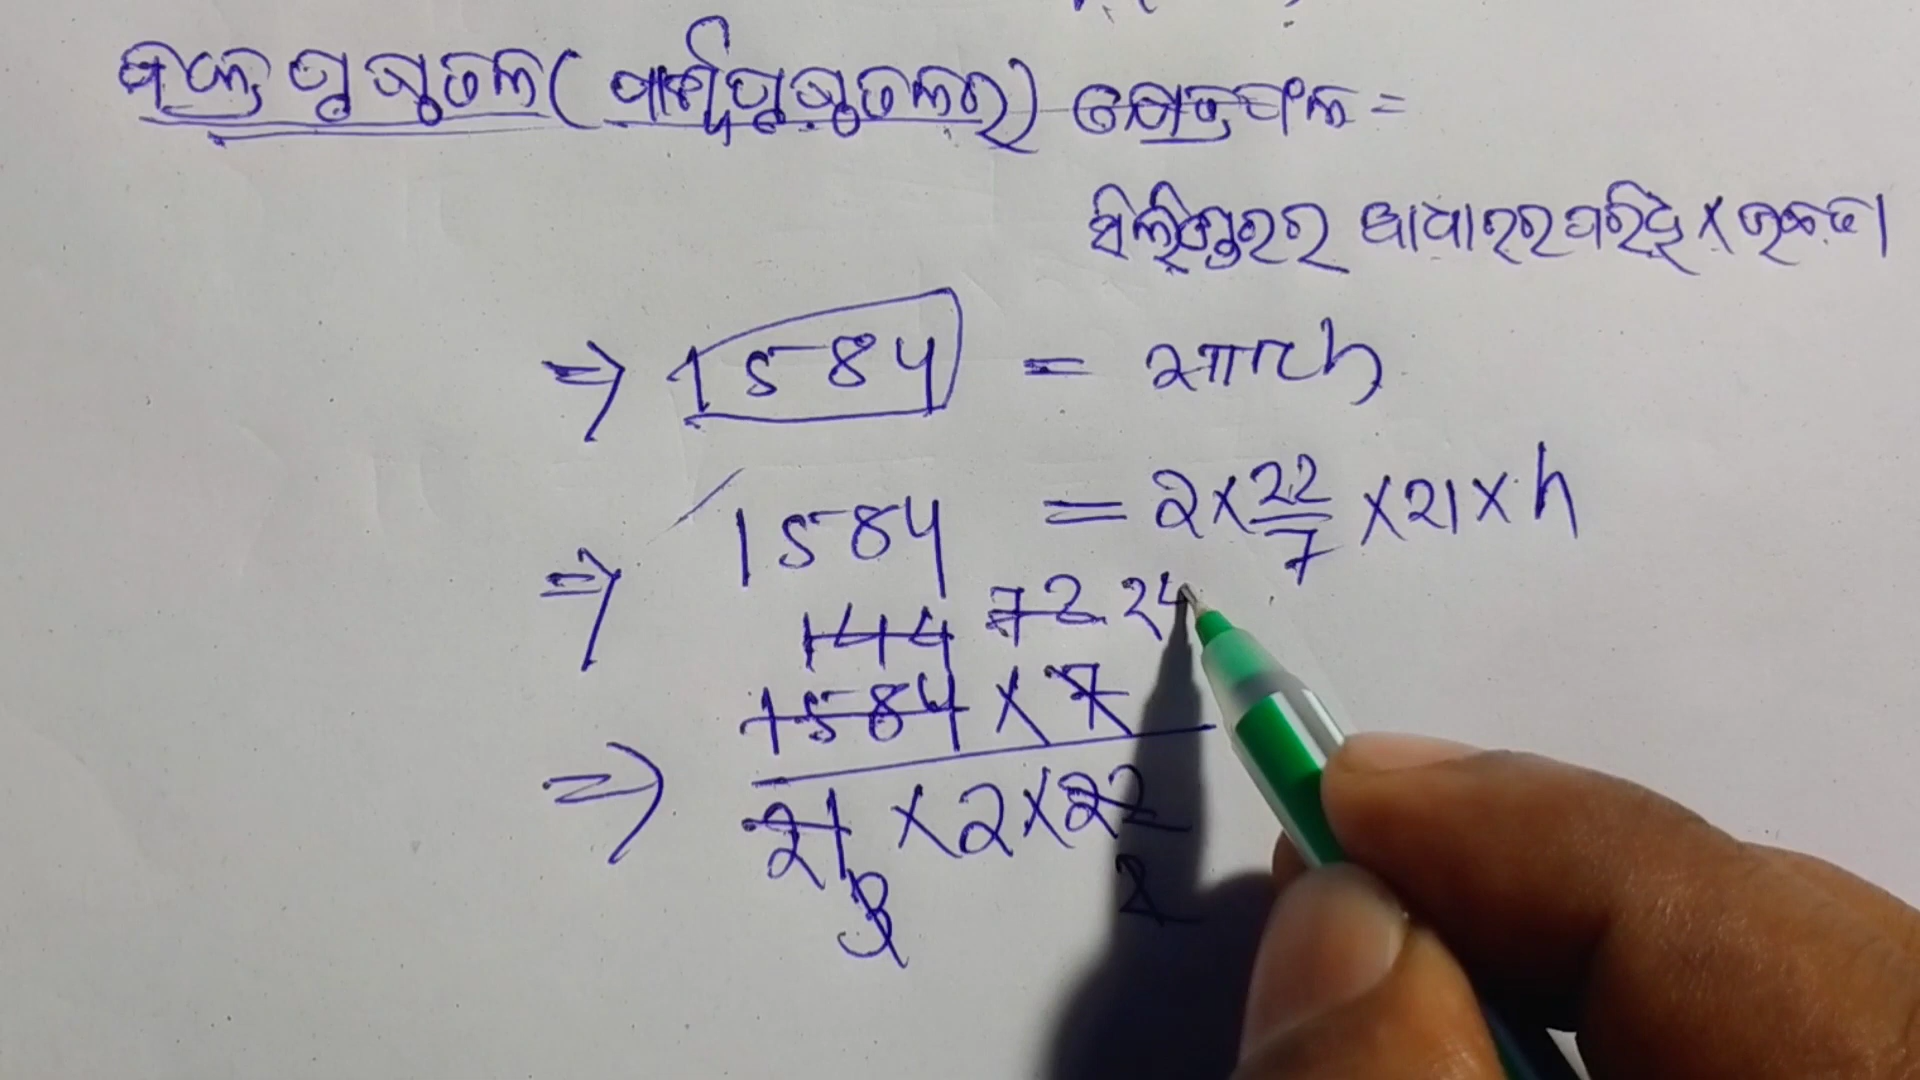 ବକ୍ର ପୃଷ୍ଠତଳ (ପାର୍ଶ୍ୱପୃଷ୍ଠତଳର) କ୍ଷେତ୍ରଫଳ =
ସିଲିଣ୍ଡରର ଆଧାରର ପରିଧି × ଉଚ୍ଚତା
⇒ 1584 = 2πrh
⇒ 1584 = 2 × 22/7 × 21 × h
144 72 24
⇒ 1584 × 7
21 × 2 × 22
3 2